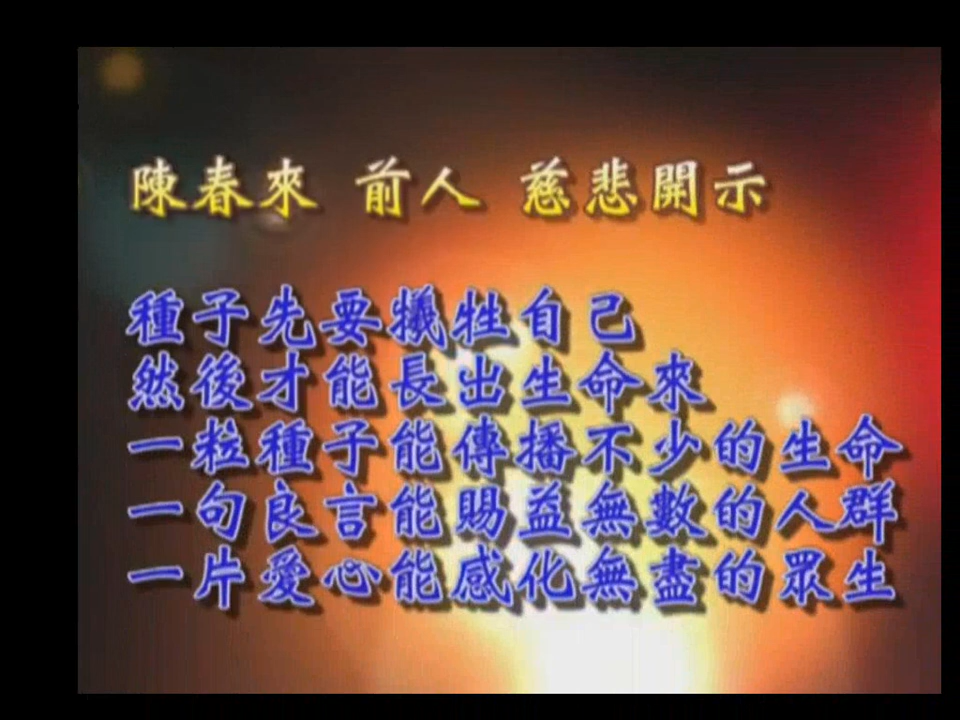 陳春來 前人 慈悲開示
種子先要犧牲自己
然後才能長出生命來
一粒種子能傳播不少的生命
一句良言能賜益無數的人群
一片愛心能感化無盡的眾生